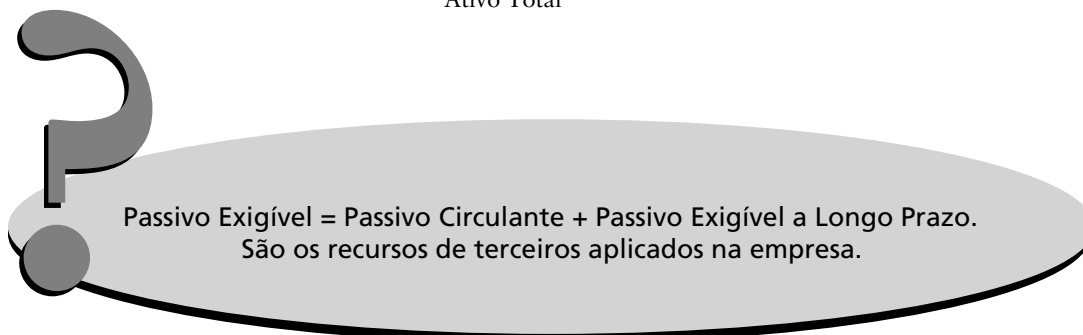 Ativo Total
Passivo Exigível = Passivo Circulante + Passivo Exigível a Longo Prazo.
São os recursos de terceiros aplicados na empresa.